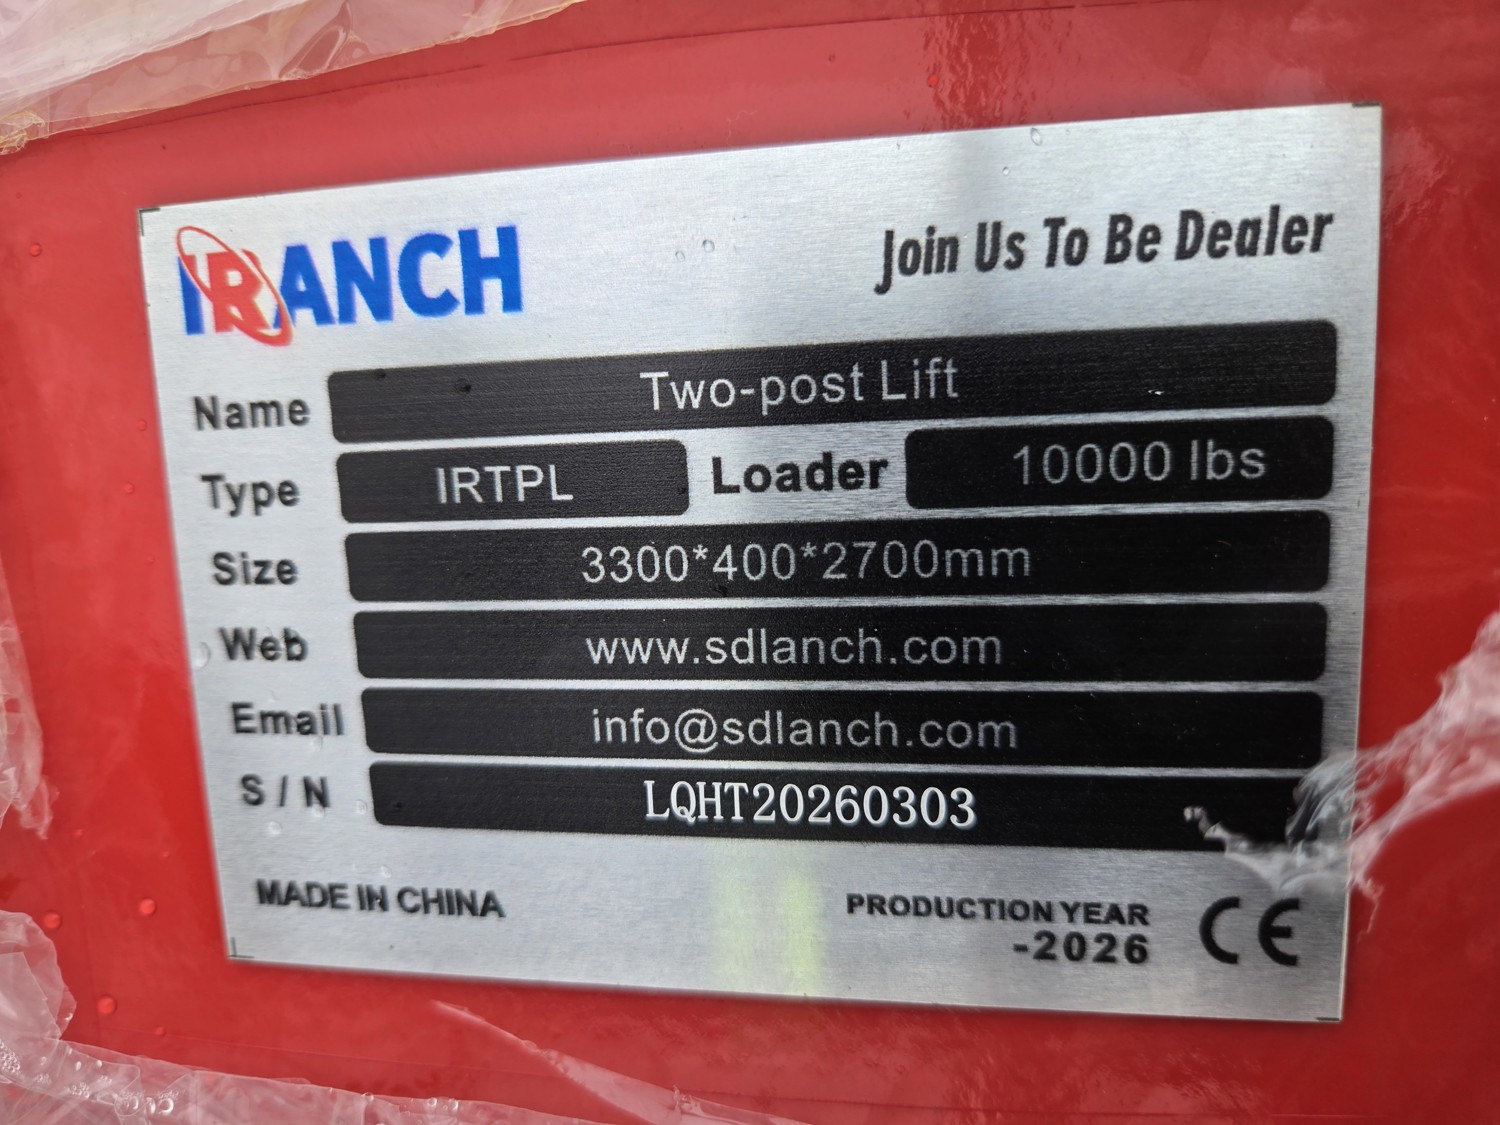 IRANCH
Join Us To Be Dealer
Name Two-post Lift
Type IRTPL Loader 10000 lbs
Size 3300*400*2700mm
Web www.sdlanch.com
Email info@sdlanch.com
S / N LQHT20260303
MADE IN CHINA
PRODUCTION YEAR
-2026
CE